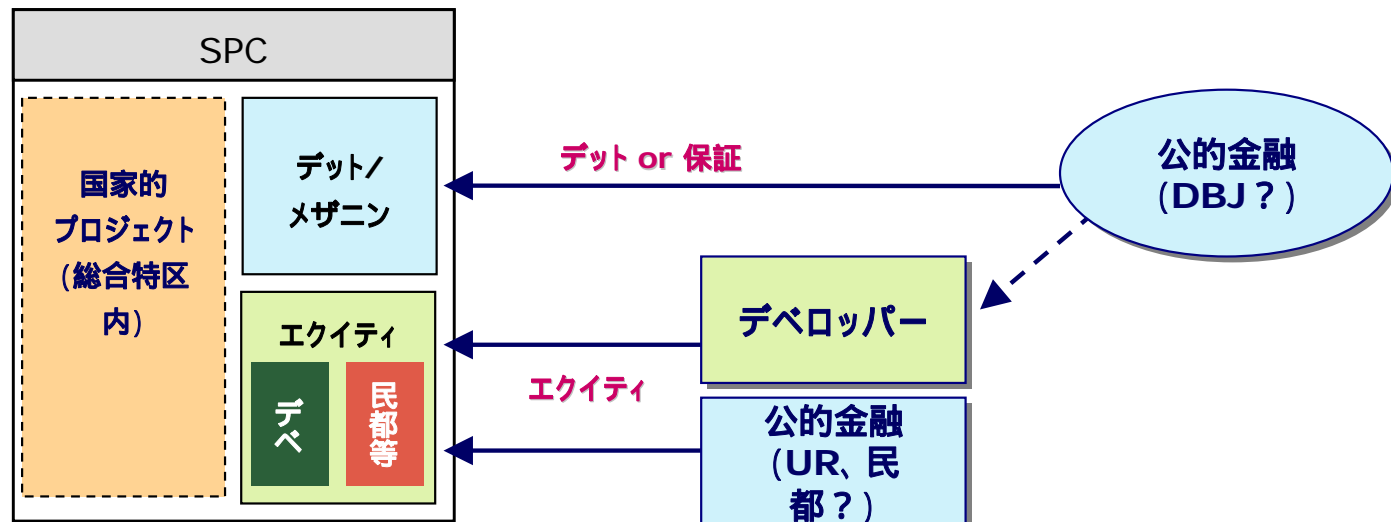 SPC
国家的
プロジェクト
(総合特区
内)
デット/
メザニン
エクイティ
デベ
民都等
デット or 保証
エクイティ
デベロッパー
公的金融
(UR、民
都？)
公的金融
(DBJ？)